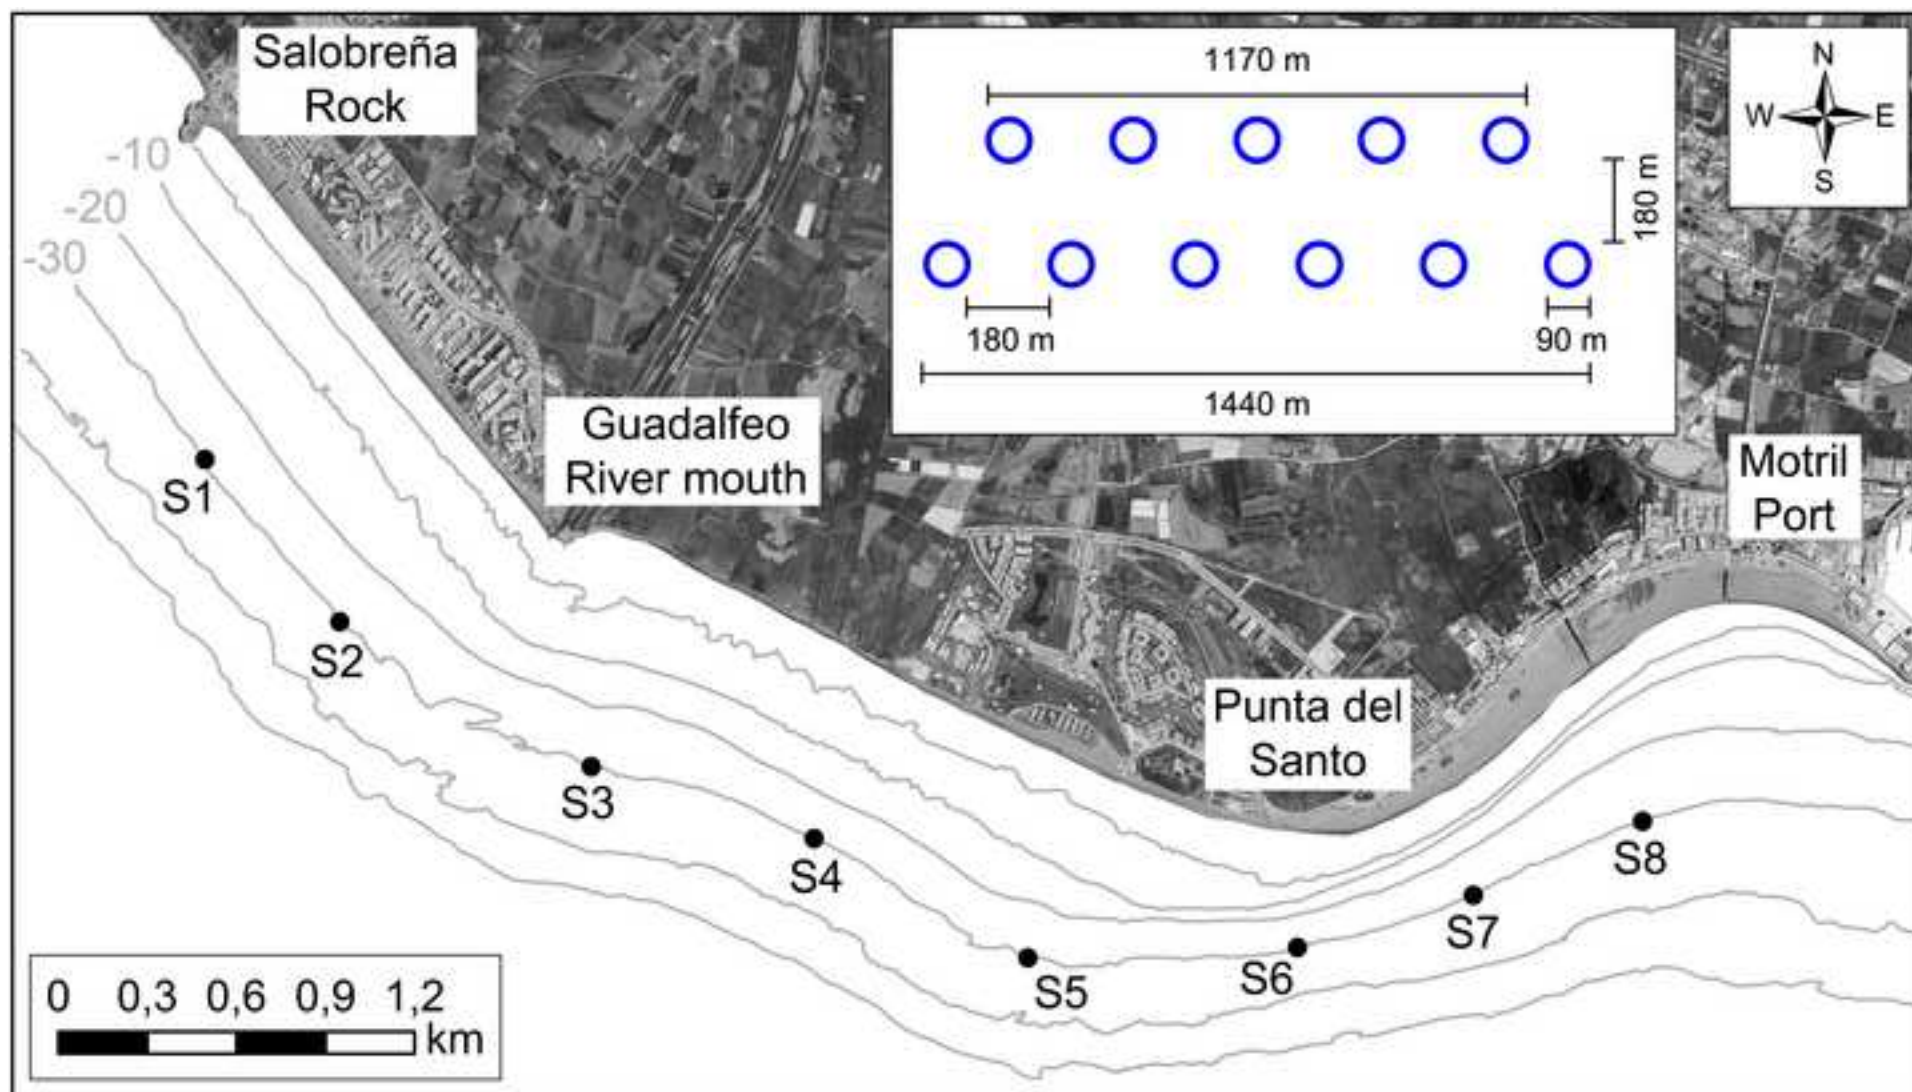 Salobreña
Rock
-10
-20
-30
1170 m
180 m
180 m
90 m
1440 m
N
W
E
S
Guadalfeo
River mouth
Motril
Port
Punta del
Santo
S1
S2
S3
S4
S5
S6
S7
S8
0 0,3 0,6 0,9 1,2
km